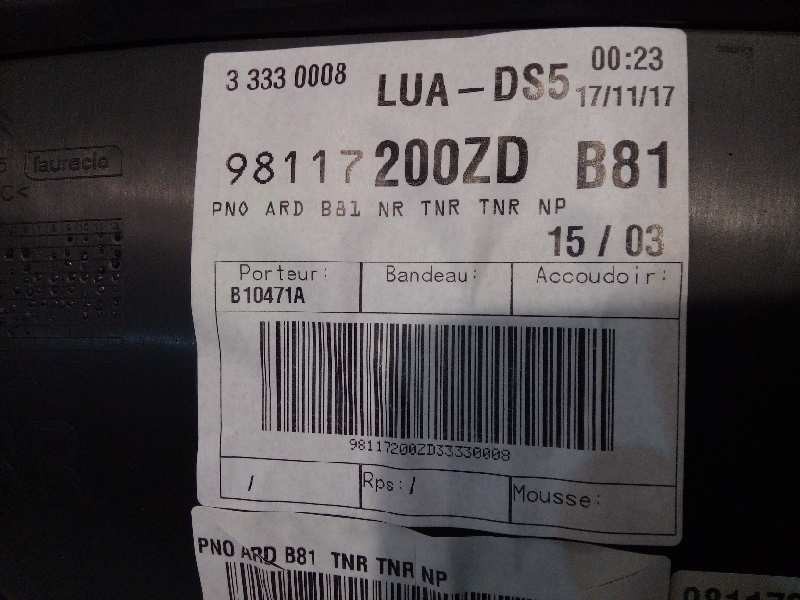 3 333 0008
LUA-DS5
00:23
17/11/17
98117200ZD B81
PNO ARD B81 NR TNR TNR NP
15 / 03
Porteur:
B10471A
Bandeau:
Accoudoir:
98117200ZD33330008
/
Rps:/
Mousse:
PNO ARD B81 TNR TNR NP
faurecia
C<